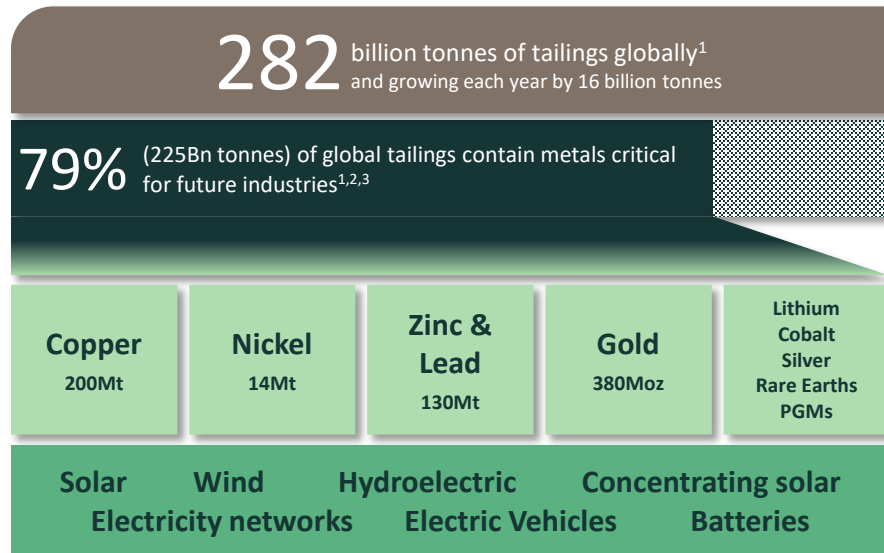 282 billion tonnes of tailings globally1
and growing each year by 16 billion tonnes
79% (225Bn tonnes) of global tailings contain metals critical
for future industries1,2,3
Copper
200Mt
Nickel
14Mt
Zinc &
Lead
130Mt
Gold
380Moz
Lithium
Cobalt
Silver
Rare Earths
PGMs
Solar Wind Hydroelectric Concentrating solar
Electricity networks Electric Vehicles Batteries